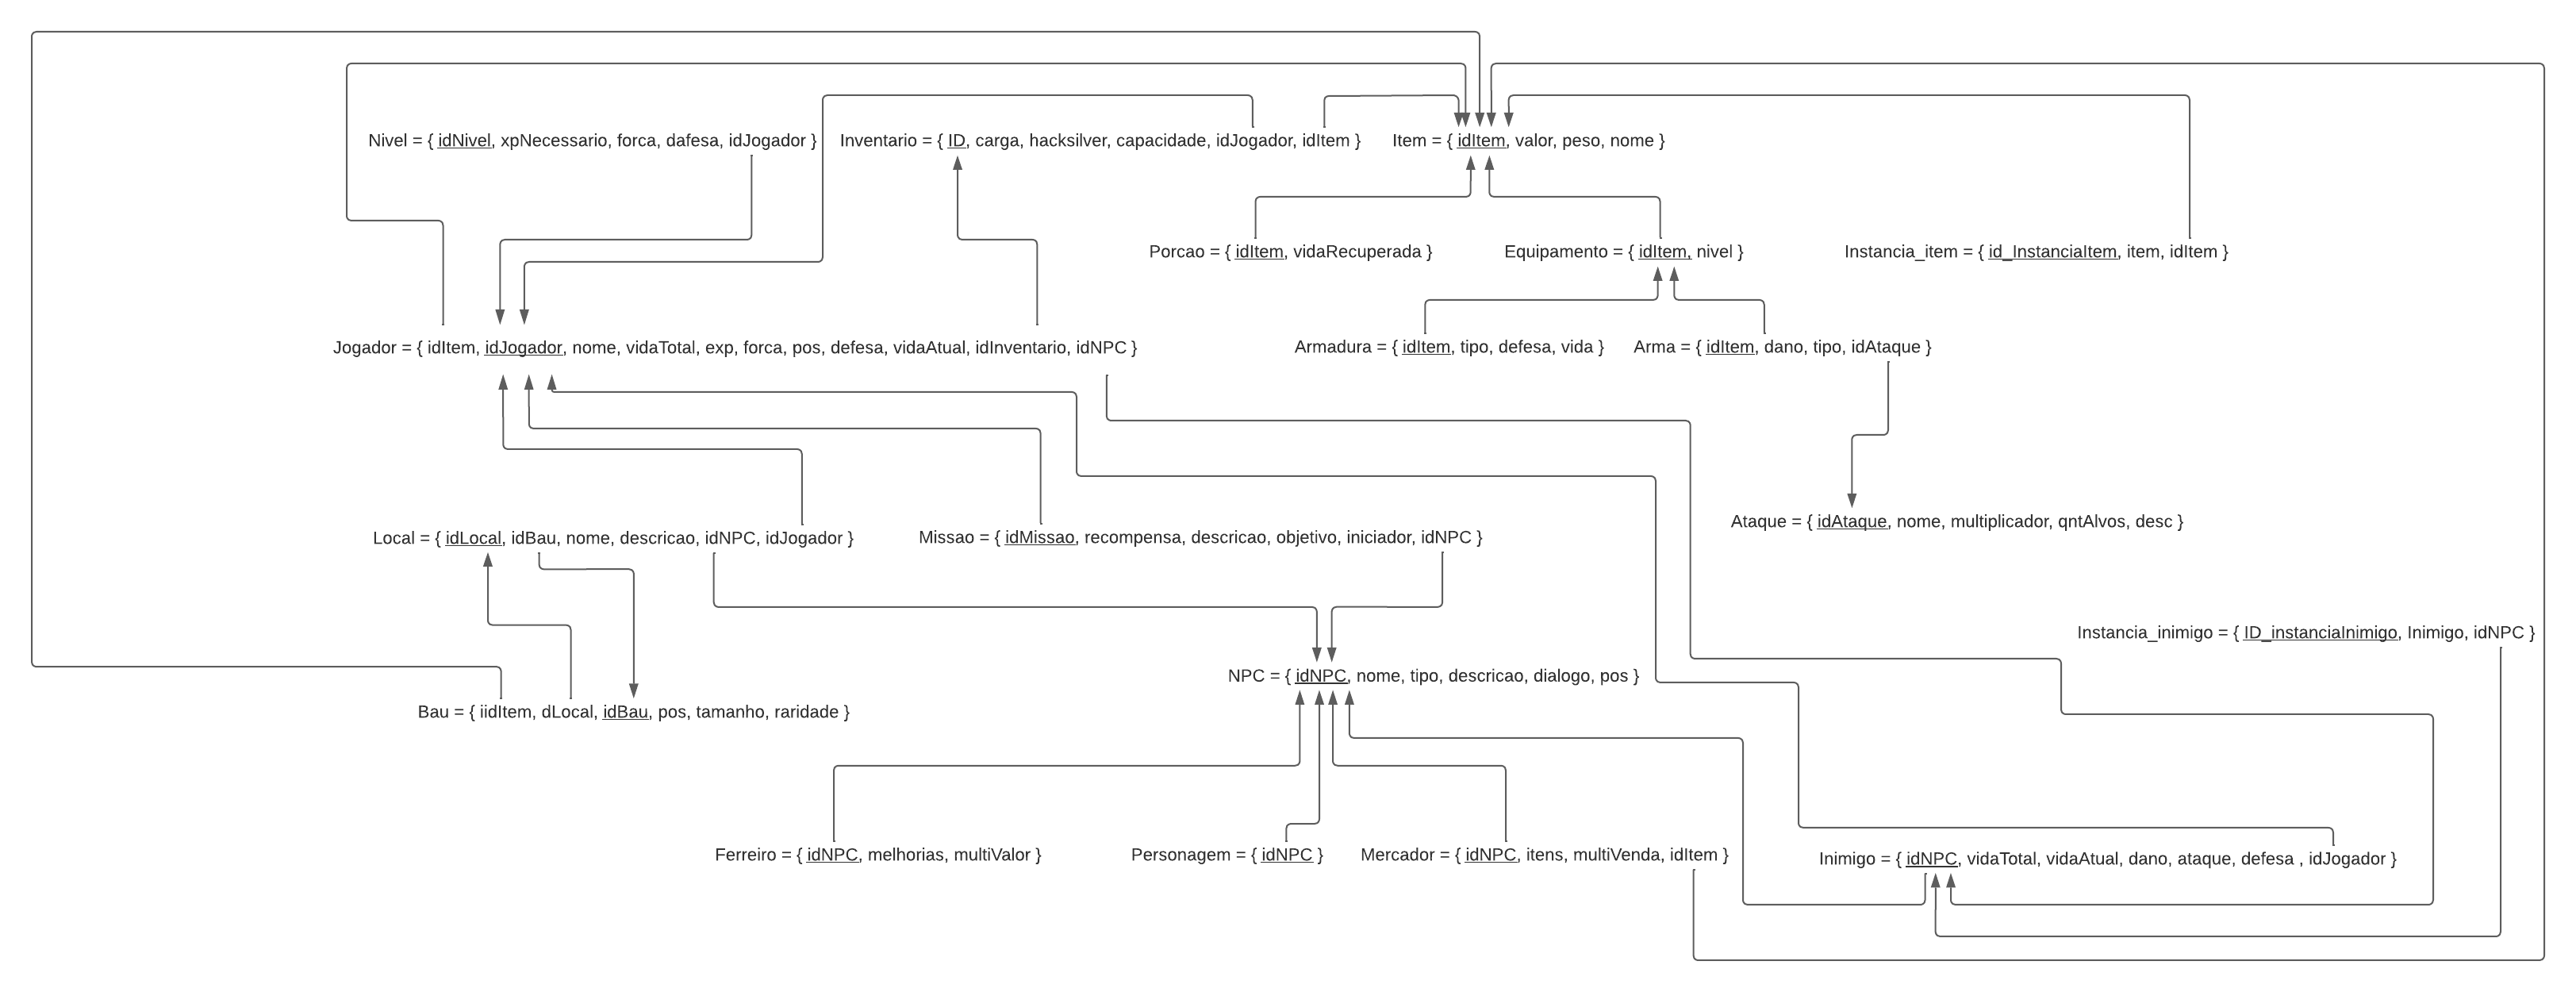 Nivel = { idNivel, xpNecessario, forca, dafesa, idJogador }
Inventario = { ID, carga, hacksilver, capacidade, idJogador, idItem }
Item = { idItem, valor, peso, nome }
Porcao = { idItem, vidaRecuperada }
Equipamento = { idItem, nivel }
Instancia_item = { id_InstanciaItem, item, idItem }
Jogador = { idItem, idJogador, nome, vidaTotal, exp, forca, pos, defesa, vidaAtual, idInventario, idNPC }
Armadura = { idItem, tipo, defesa, vida }
Arma = { idItem, dano, tipo, idAtaque }
Ataque = { idAtaque, nome, multiplicador, qntAlvos, desc }
Local = { idLocal, idBau, nome, descricao, idNPC, idJogador }
Missao = { idMissao, recompensa, descricao, objetivo, iniciador, idNPC }
Instancia_inimigo = { ID_instanciaInimigo, Inimigo, idNPC }
NPC = { idNPC, nome, tipo, descricao, dialogo, pos }
Bau = { iidItem, dLocal, idBau, pos, tamanho, raridade }
Ferreiro = { idNPC, melhorias, multiValor }
Personagem = { idNPC }
Mercador = { idNPC, itens, multiVenda, idItem }
Inimigo = { idNPC, vidaTotal, vidaAtual, dano, ataque, defesa , idJogador }